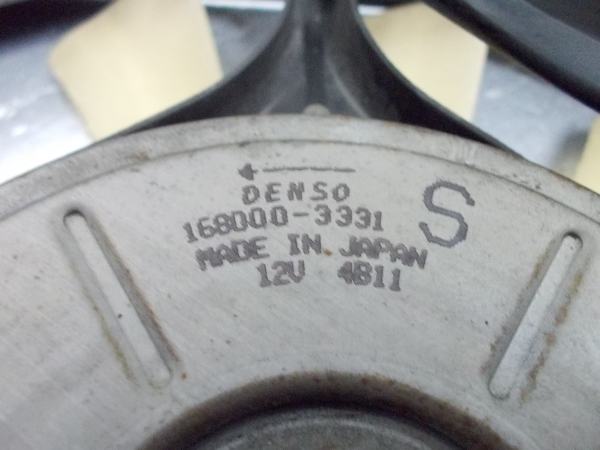 DENSO
168000-3331 S
MADE IN JAPAN
12V 4B11